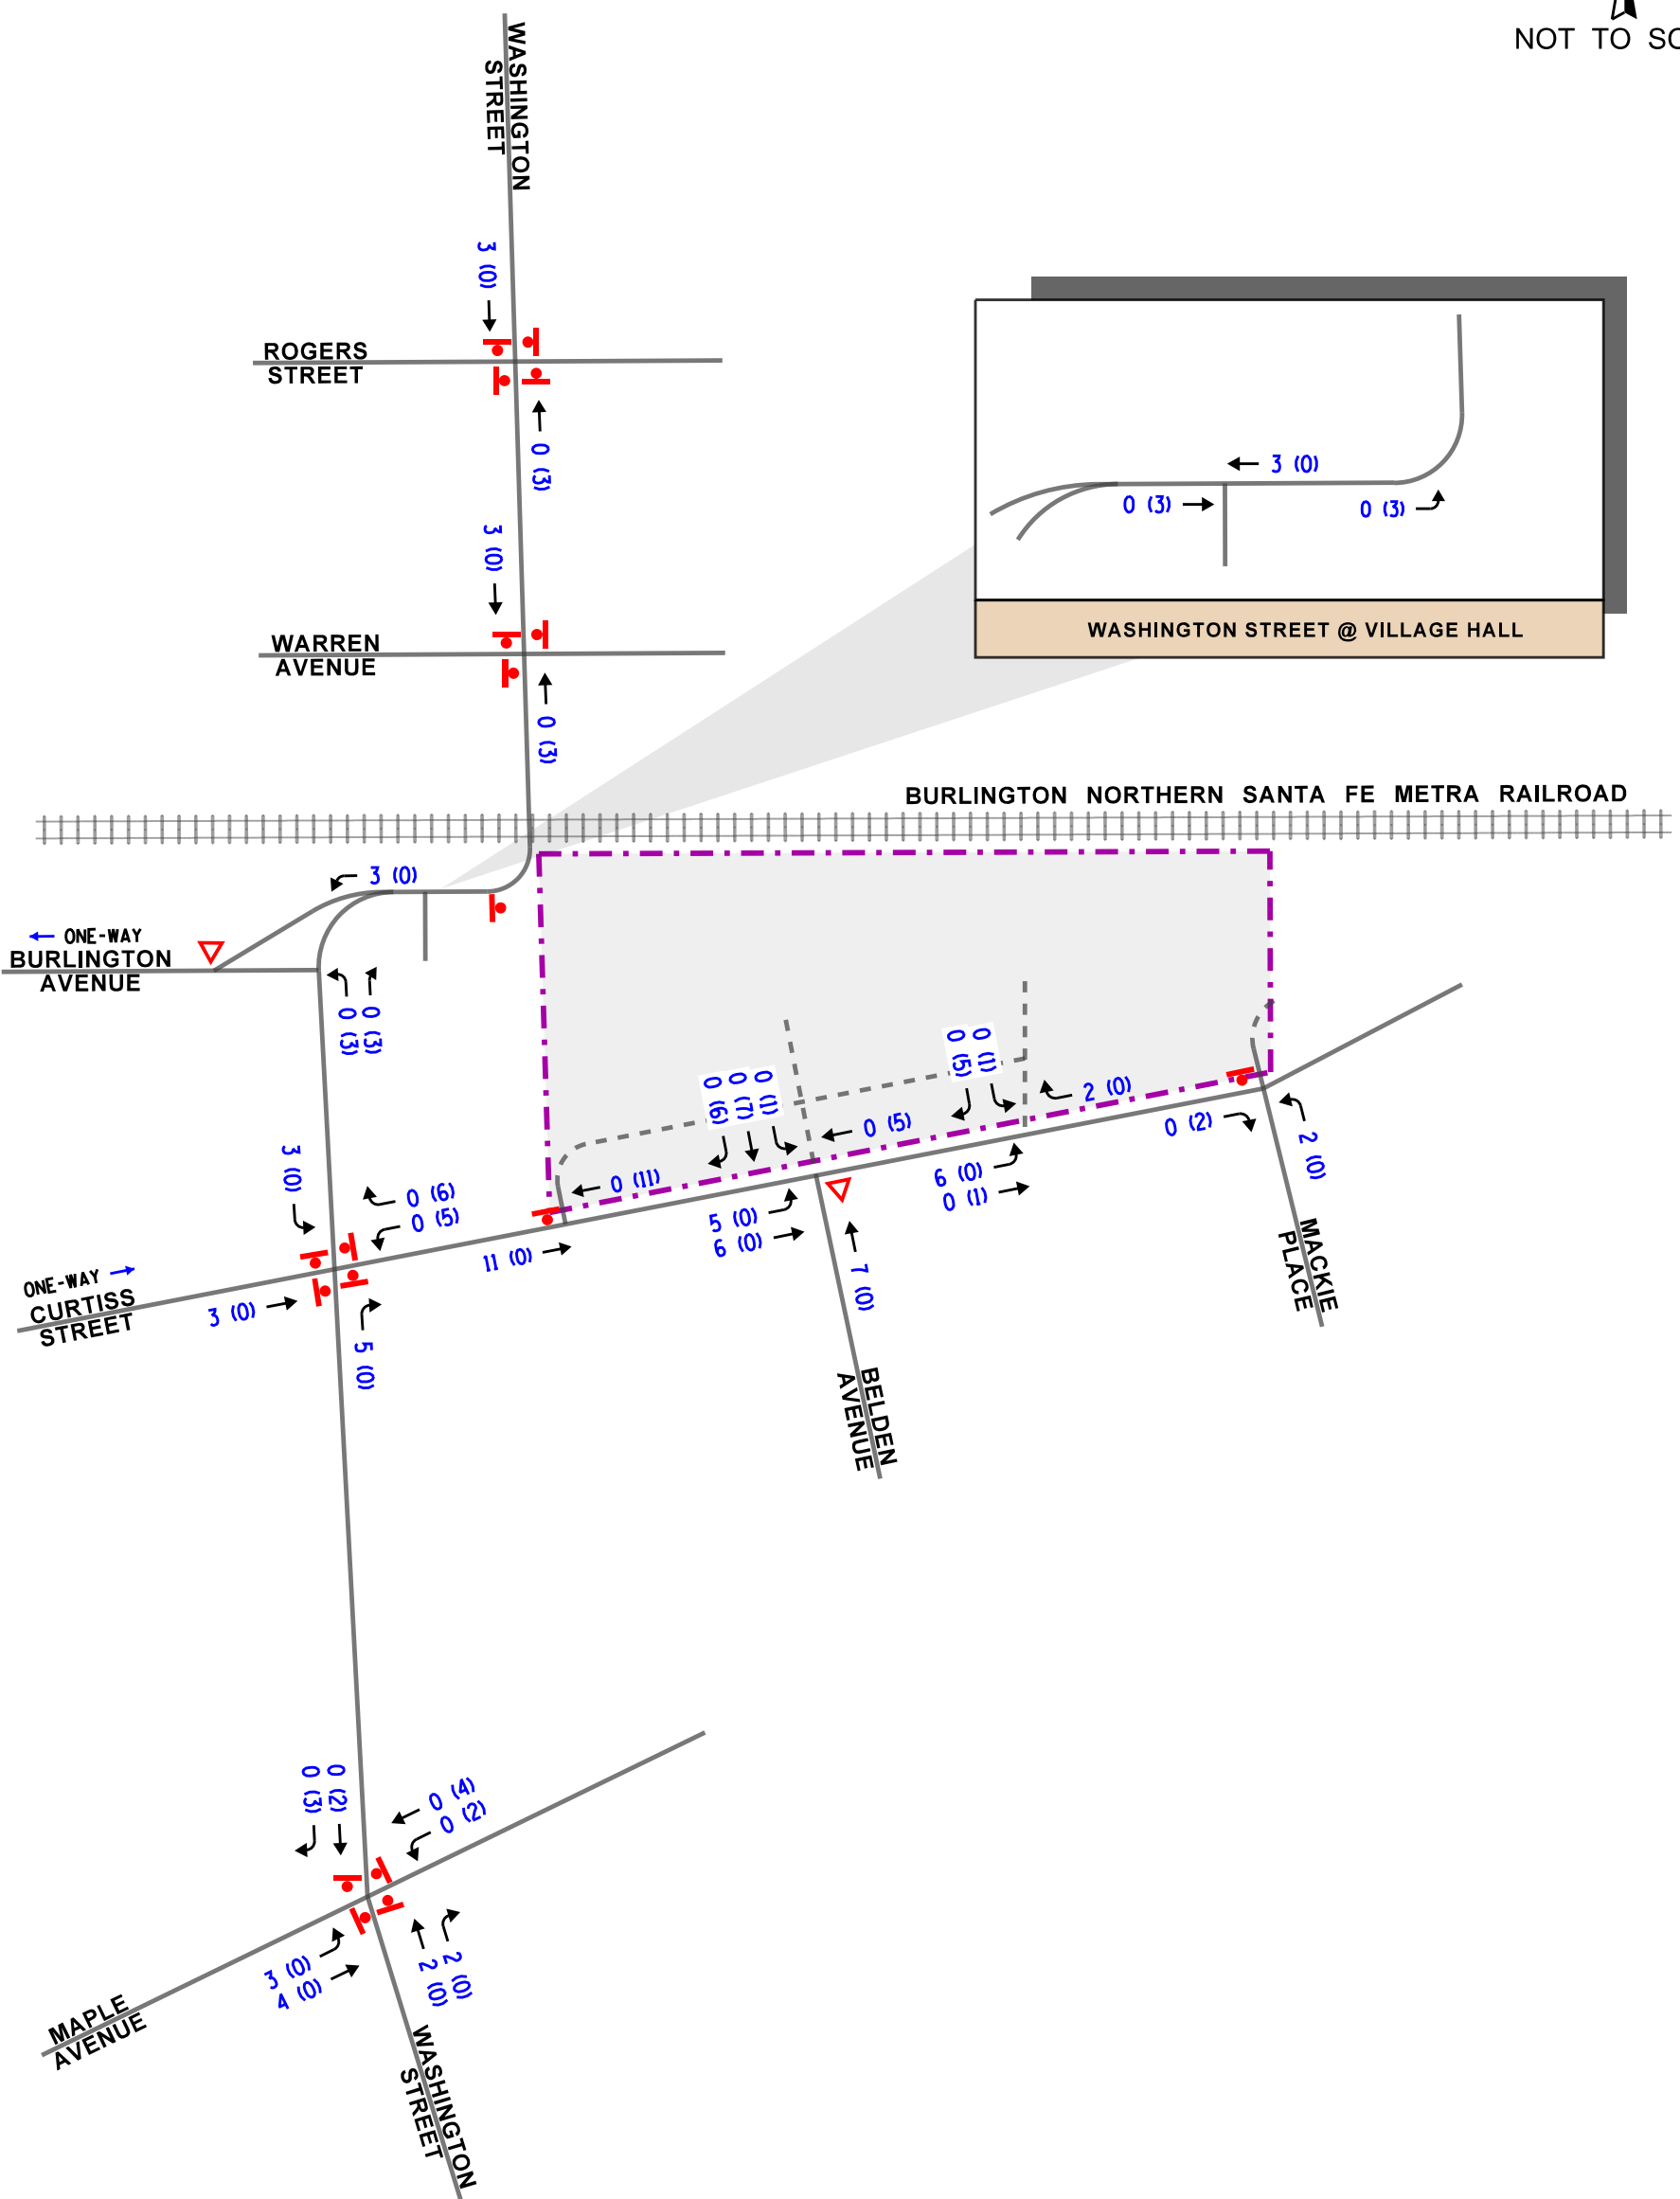 NOT TO SC
WASHINGTON
STREET
3 (0)
ROGERS
STREET
0 (3)
3 (0)
0 (3)
3 (0)
0 (3)
WASHINGTON STREET @ VILLAGE HALL
3 (0)
WARREN
AVENUE
0 (3)
BURLINGTON NORTHERN SANTA FE METRA RAILROAD
3 (0)
ONE-WAY
BURLINGTON
AVENUE
0 (3)
0 (3)
0 (6)
0 (7)
0 (1)
0 (5)
0 (1)
2 (0)
0 (5)
0 (2)
2 (0)
3 (0)
0 (6)
0 (5)
0 (11)
11 (0)
5 (0)
6 (0)
6 (0)
0 (1)
7 (0)
MACKIE
PLACE
ONE-WAY
CURTISS
STREET
3 (0)
5 (0)
BELDEN
AVENUE
0 (3)
0 (2)
0 (4)
0 (2)
3 (0)
4 (0)
2 (0)
2 (0)
MAPLE
AVENUE
WASHINGTON
STREET